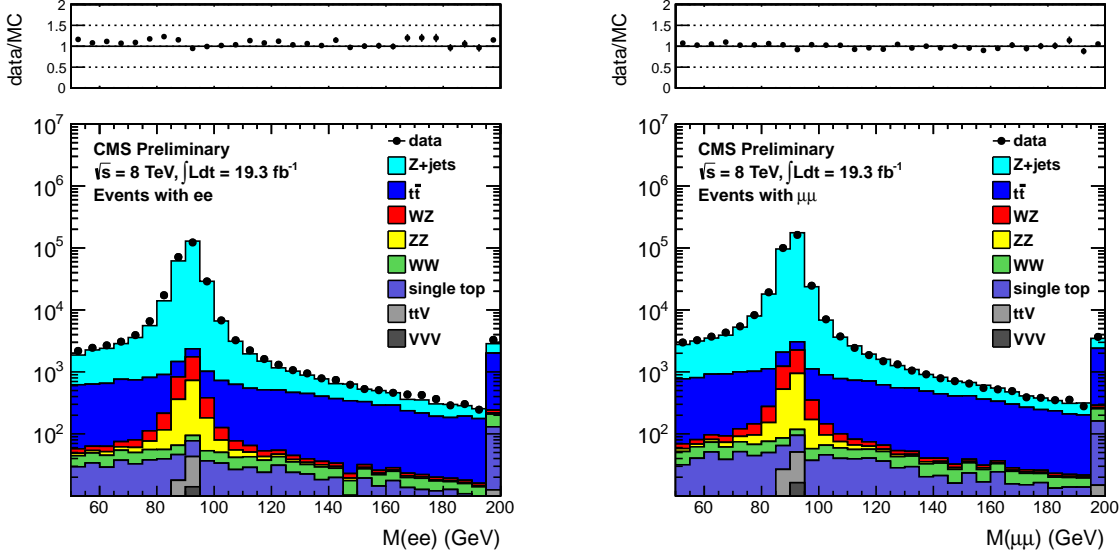 2
1.5
1
0.5
0
data/MC
10⁷
10⁶
10⁵
10⁴
10³
10²
CMS Preliminary
√s = 8 TeV, ∫Ldt = 19.3 fb⁻¹
Events with ee
data
Z+jets
tt̄
WZ
ZZ
WW
single top
ttV
VVV
60 80 100 120 140 160 180 200
M(ee) (GeV)
2
1.5
1
0.5
0
data/MC
10⁷
10⁶
10⁵
10⁴
10³
10²
CMS Preliminary
√s = 8 TeV, ∫Ldt = 19.3 fb⁻¹
Events with μμ
data
Z+jets
tt̄
WZ
ZZ
WW
single top
ttV
VVV
60 80 100 120 140 160 180 200
M(μμ) (GeV)